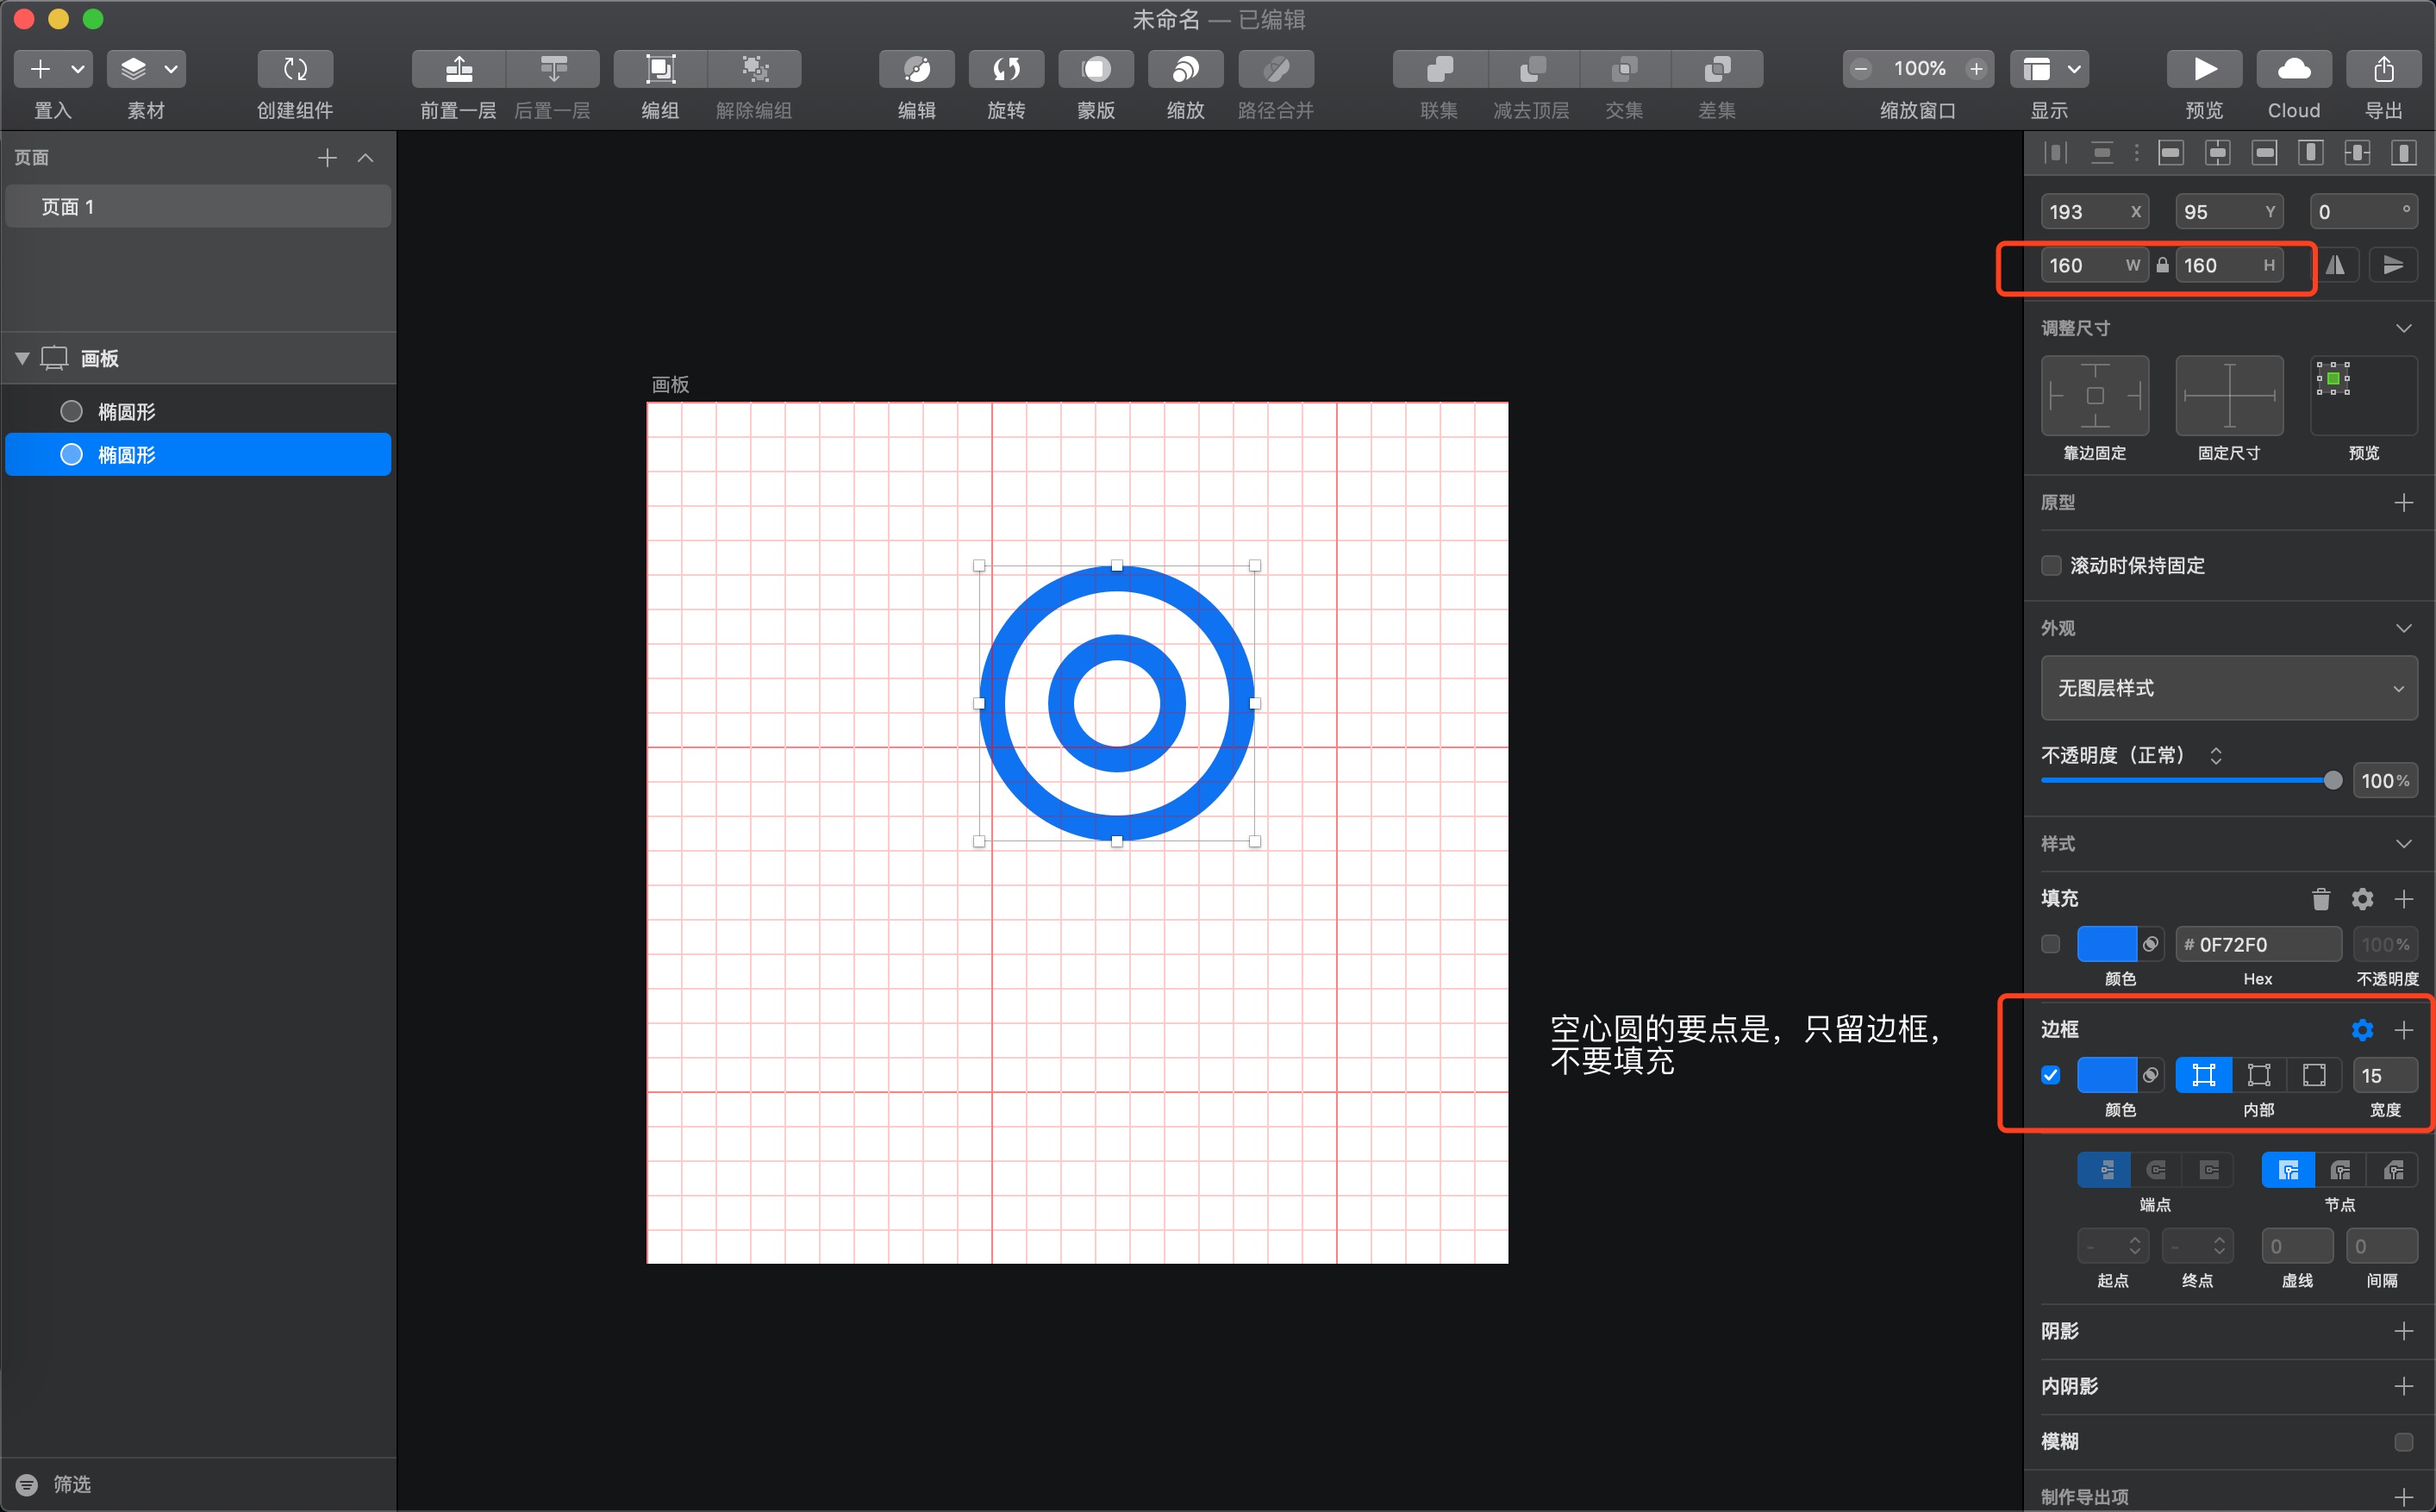 未命名 — 已编辑
100%
置入
素材
创建组件
前置一层
后置一层
编组
解除编组
编辑
旋转
蒙版
缩放
路径合并
联集
减去顶层
交集
差集
缩放窗口
显示
预览
Cloud
导出
页面
页面 1
画板
椭圆形
椭圆形
筛选
画板
空心圆的要点是，只留边框，
不要填充
193 X 95 Y 0 °
160 W 160 H
调整尺寸
靠边固定 固定尺寸 预览
原型
滚动时保持固定
外观
无图层样式
不透明度（正常）
100%
样式
填充
# 0F72F0 100%
颜色 Hex 不透明度
边框
15
颜色 内部 宽度
端点 节点
- - 0 0
起点 终点 虚线 间隔
阴影
内阴影
模糊
制作导出项